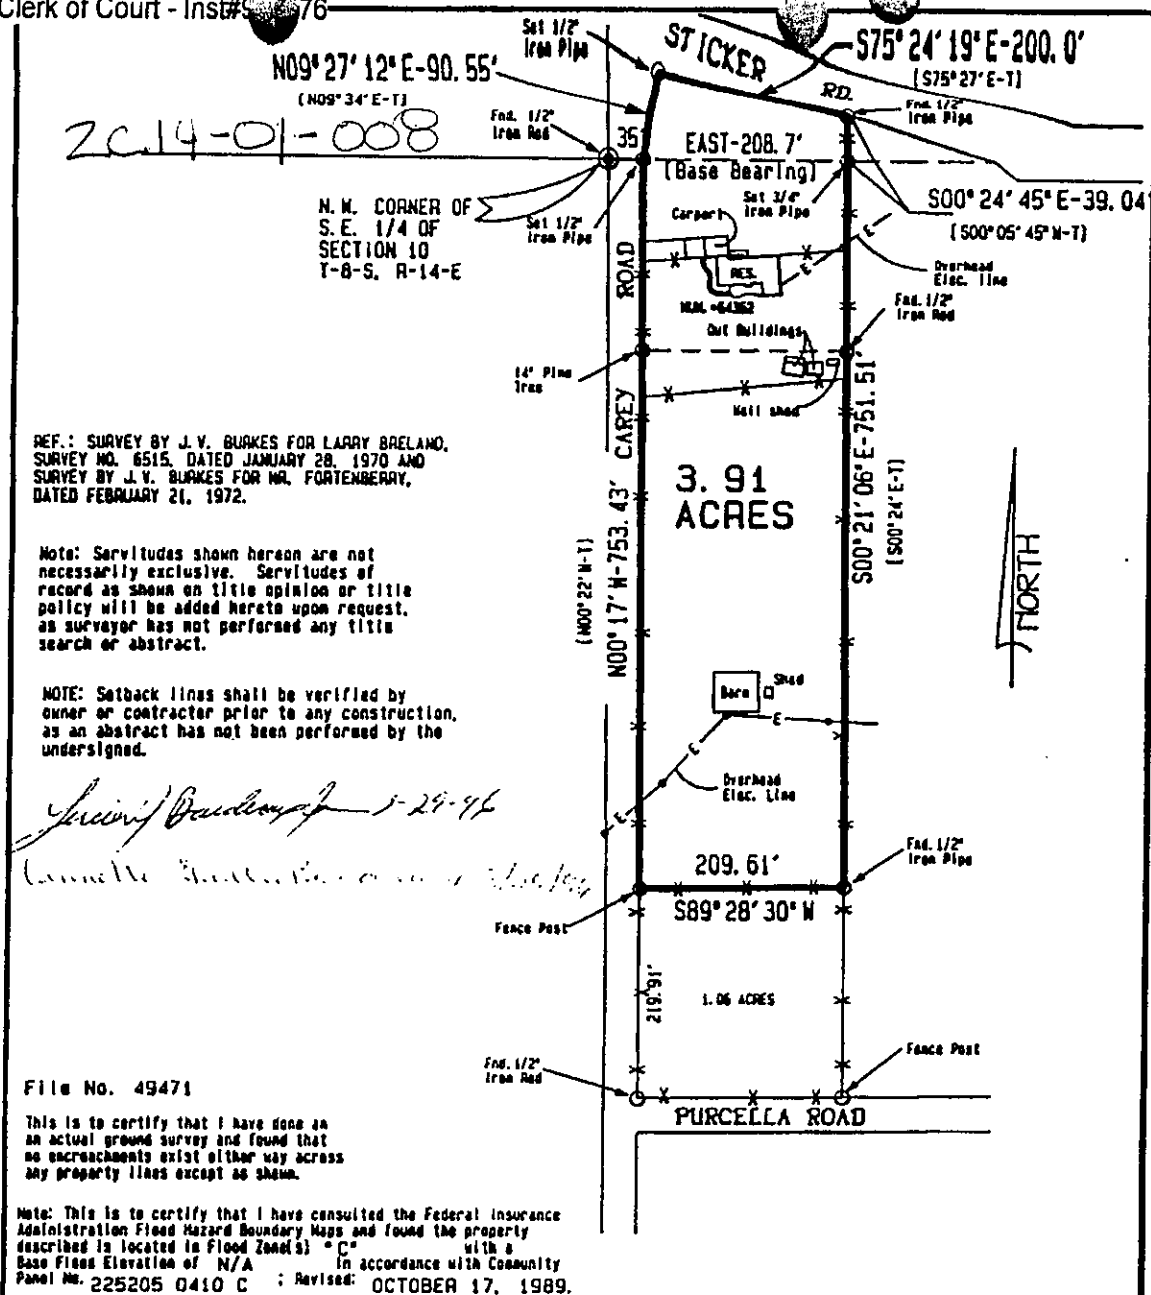 Clerk of Court - Inst# 76
Set 1/2"
Iron Pipe
STICKER RD.
S75° 24' 19" E-200. 0'
(S75° 27' E-T)
N09° 27' 12" E-90. 55'
(N09° 34' E-T)
ZC14-01-008
Fnd. 1/2"
Iron Rod
35'
Fnd. 1/2"
Iron Pipe
EAST-208. 7'
(Base Bearing)
N. W. CORNER OF
S. E. 1/4 OF
SECTION 10
T-8-S, R-14-E
Set 1/2"
Iron Pipe
Set 3/4"
Iron Pipe
S00° 24' 45" E-39. 04'
(S00° 05' 45" W-T)
Carport
RES.
Overhead
Elec. line
E
E
Fnd. 1/2"
Iron Rod
Out Buildings
14" Pine
Tree
Well shed
CAREY ROAD
REF.: SURVEY BY J. V. BURKES FOR LARRY BRELAND,
SURVEY NO. 6515, DATED JANUARY 28, 1970 AND
SURVEY BY J. V. BURKES FOR MR. FORTENBERRY,
DATED FEBRUARY 21, 1972.
3. 91
ACRES
S00° 21' 06" E-751. 51'
(S00° 24' E-T)
N00° 17' W-753. 43'
(N00° 22' W-T)
NORTH
Note: Servitudes shown hereon are not
necessarily exclusive. Servitudes of
record as shown on title opinion or title
policy will be added hereto upon request,
as surveyor has not performed any title
search or abstract.
NOTE: Setback lines shall be verified by
owner or contractor prior to any construction,
as an abstract has not been performed by the
undersigned.
Barn
Shed
E
E
E
Overhead
Elec. Line
209. 61'
S89° 28' 30" W
Fnd. 1/2"
Iron Pipe
Fence Post
219.91'
1.06 ACRES
Fnd. 1/2"
Iron Rod
Fence Post
PURCELLA ROAD
File No. 49471
This is to certify that I have done an
an actual ground survey and found that
no encroachments exist either way across
any property lines except as shown.
Note: This is to certify that I have consulted the Federal Insurance
Administration Flood Hazard Boundary Maps and found the property
described is located in Flood Zone(s) "C" with a
Base Flood Elevation of N/A in accordance with Community
Panel No. 225205 0410 C ; Revised: OCTOBER 17, 1989.